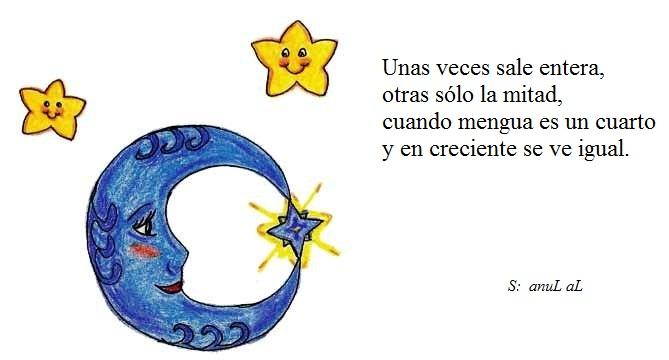 Unas veces sale entera,
otras sólo la mitad,
cuando mengua es un cuarto
y en creciente se ve igual.
S: anuL aL